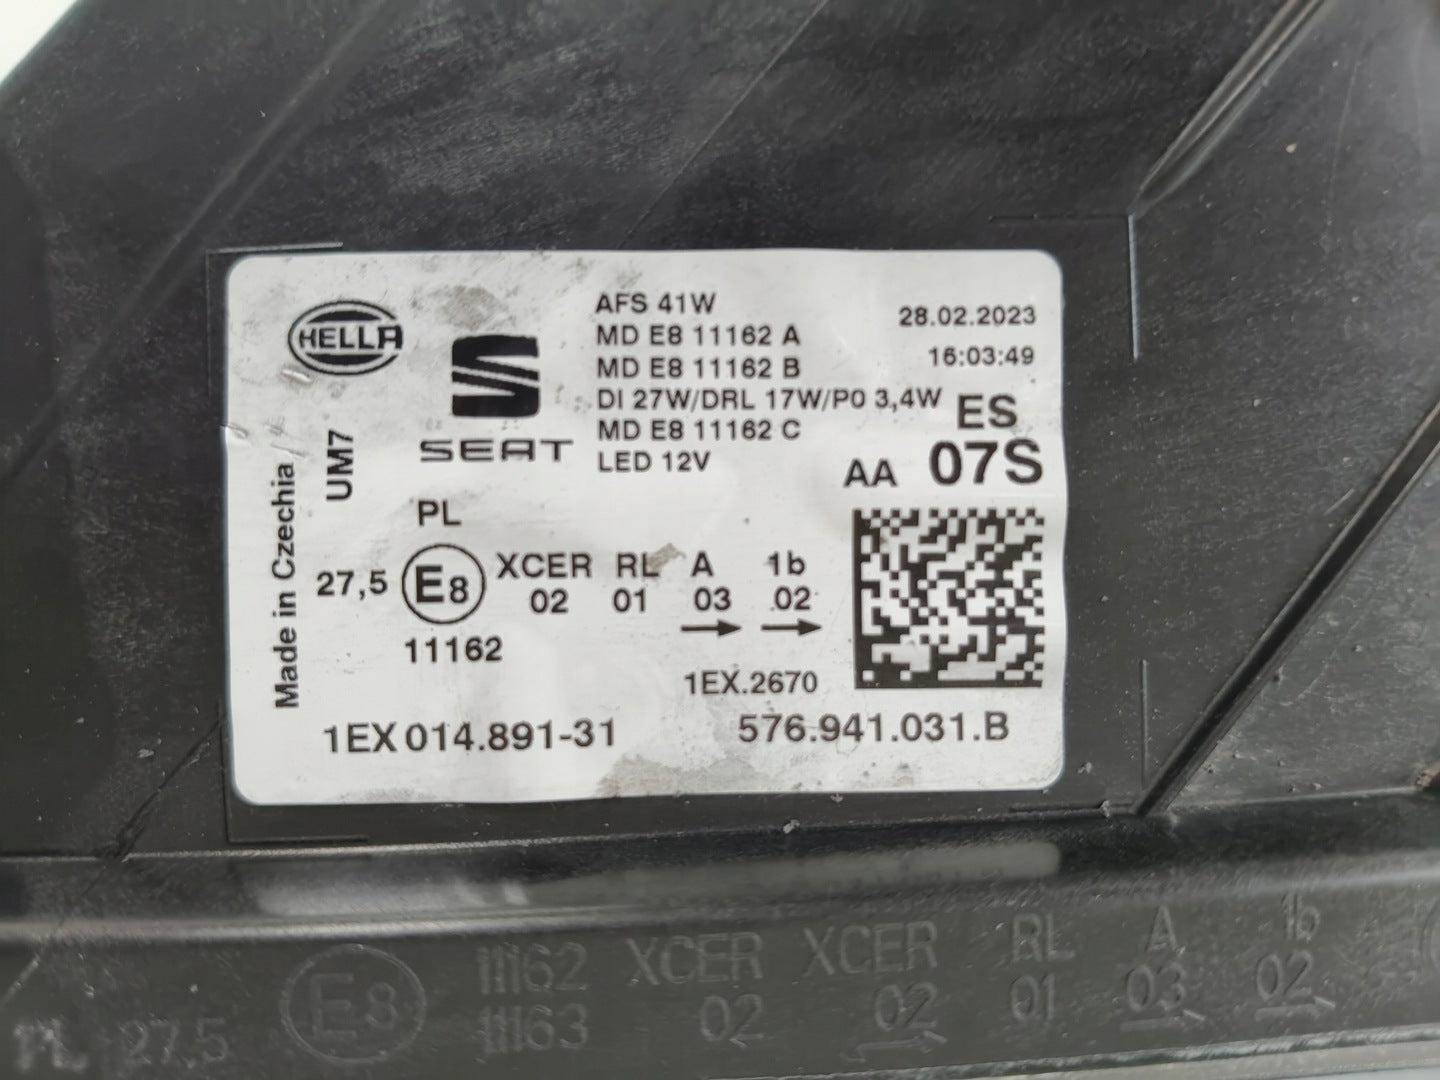 HELLA
SEAT
AFS 41W
MD E8 11162 A
MD E8 11162 B
DI 27W/DRL 17W/P0 3,4W
MD E8 11162 C
LED 12V
28.02.2023
16:03:49
ES
AA 07S
Made in Czechia
UM7
PL
27,5 E8 XCER RL A 1b
02 01 03 02
11162
1EX.2670
1EX 014.891-31 576.941.031.B
11162 XCER XCER RL A 1b
PL 27.5 E8 11163 02 02 01 03 02